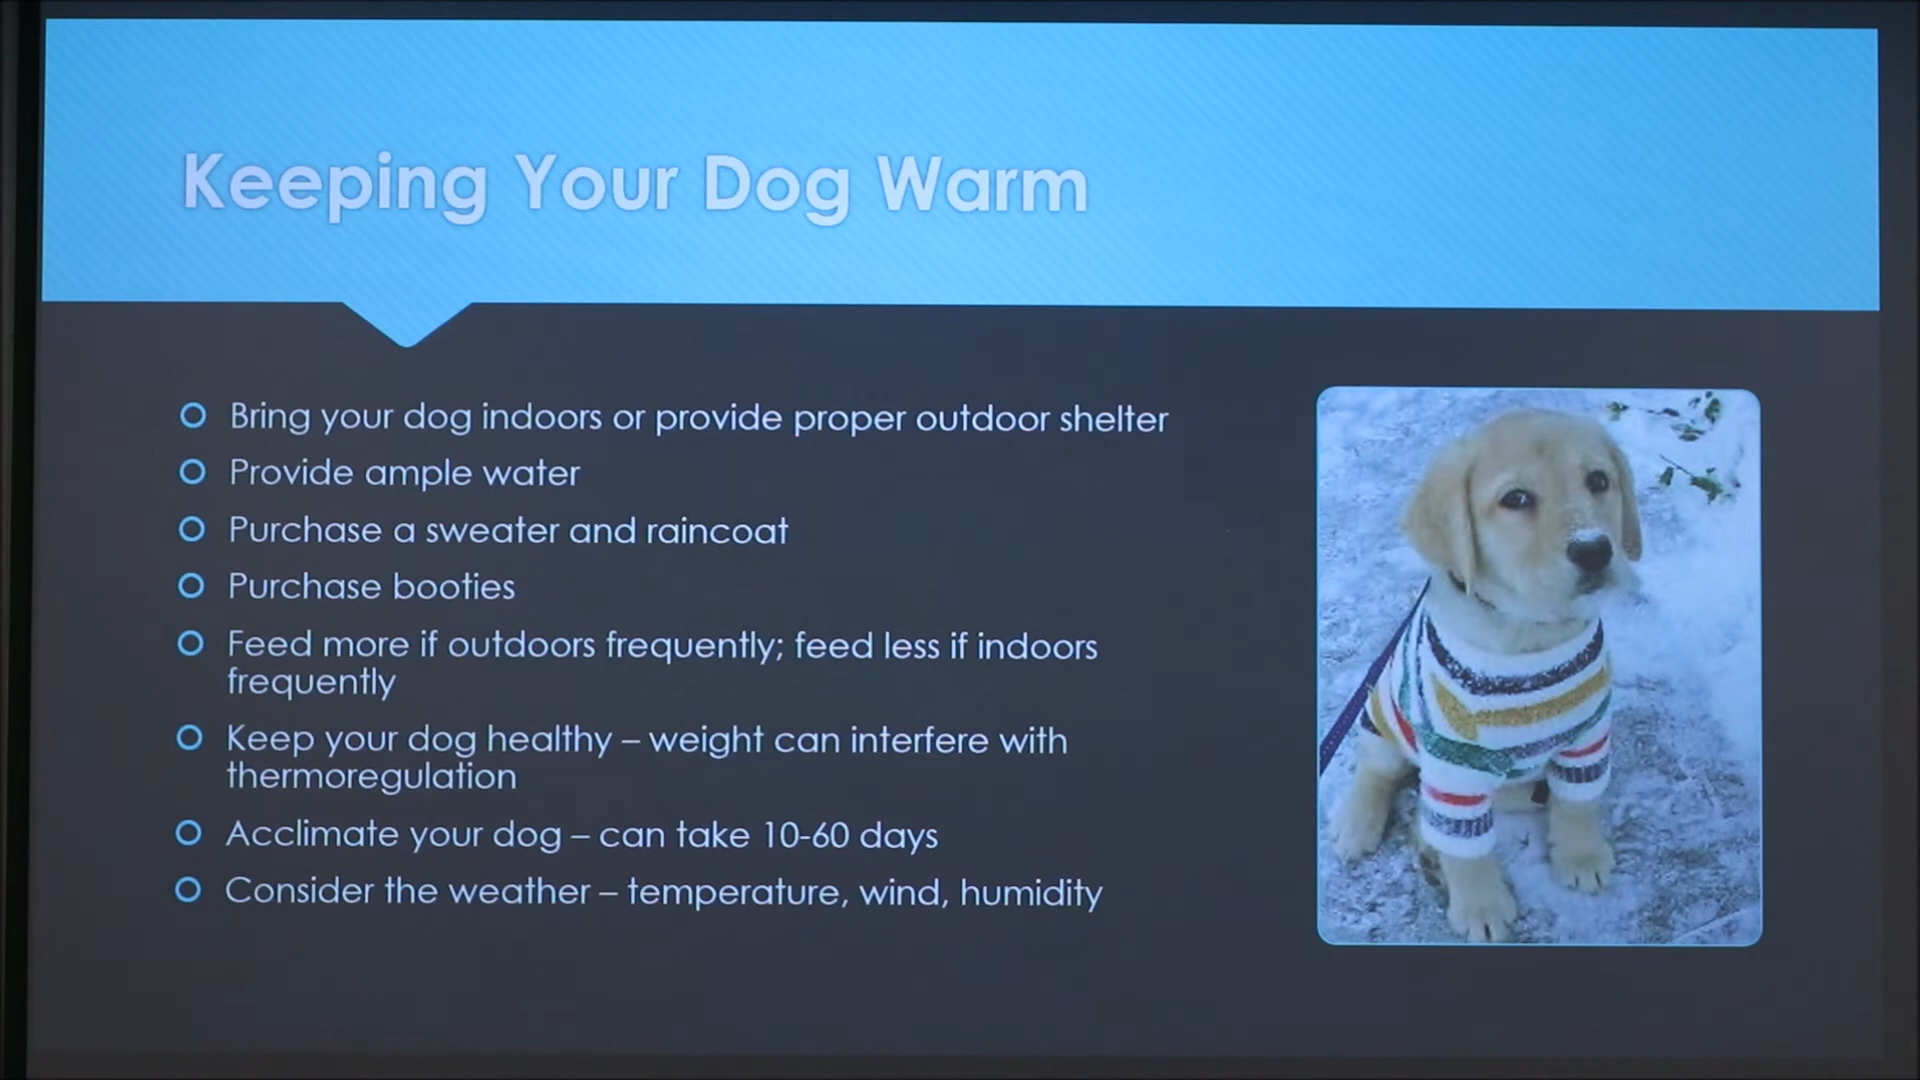 Keeping Your Dog Warm
Bring your dog indoors or provide proper outdoor shelter
Provide ample water
Purchase a sweater and raincoat
Purchase booties
Feed more if outdoors frequently; feed less if indoors
frequently
Keep your dog healthy – weight can interfere with
thermoregulation
Acclimate your dog – can take 10-60 days
Consider the weather – temperature, wind, humidity